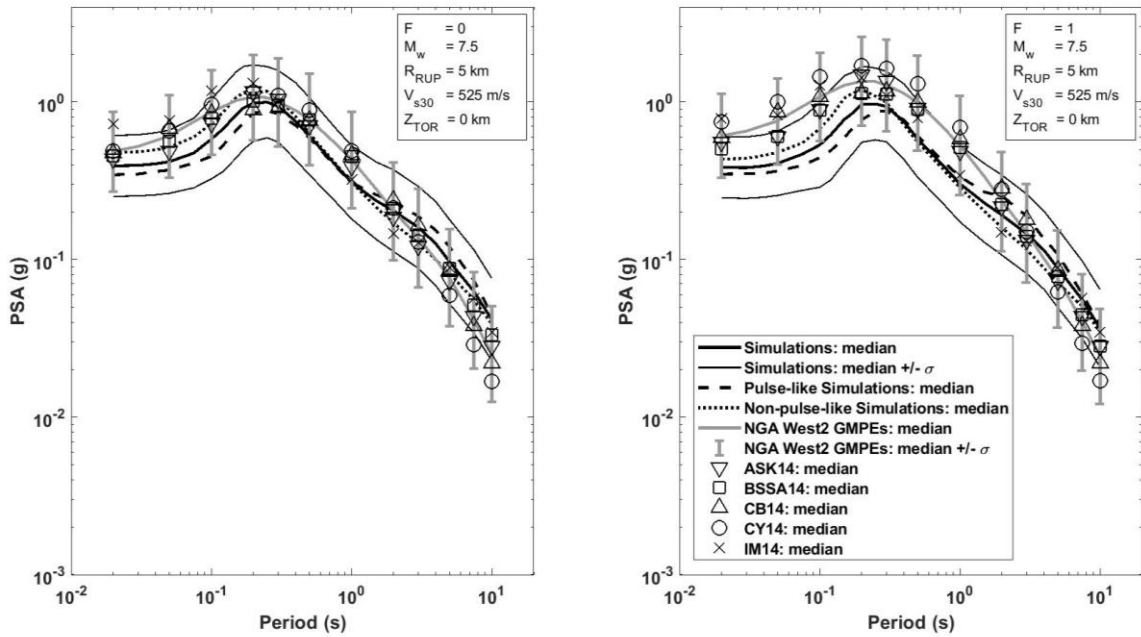 F = 0
M_w = 7.5
R_RUP = 5 km
V_s30 = 525 m/s
Z_TOR = 0 km
PSA (g)
10^0
10^-1
10^-2
10^-3
10^-2
10^-1
10^0
10^1
Period (s)
F = 1
M_w = 7.5
R_RUP = 5 km
V_s30 = 525 m/s
Z_TOR = 0 km
PSA (g)
10^0
10^-1
10^-2
10^-3
Simulations: median
Simulations: median +/- σ
Pulse-like Simulations: median
Non-pulse-like Simulations: median
NGA West2 GMPEs: median
NGA West2 GMPEs: median +/- σ
ASK14: median
BSSA14: median
CB14: median
CY14: median
IM14: median
10^-2
10^-1
10^0
10^1
Period (s)